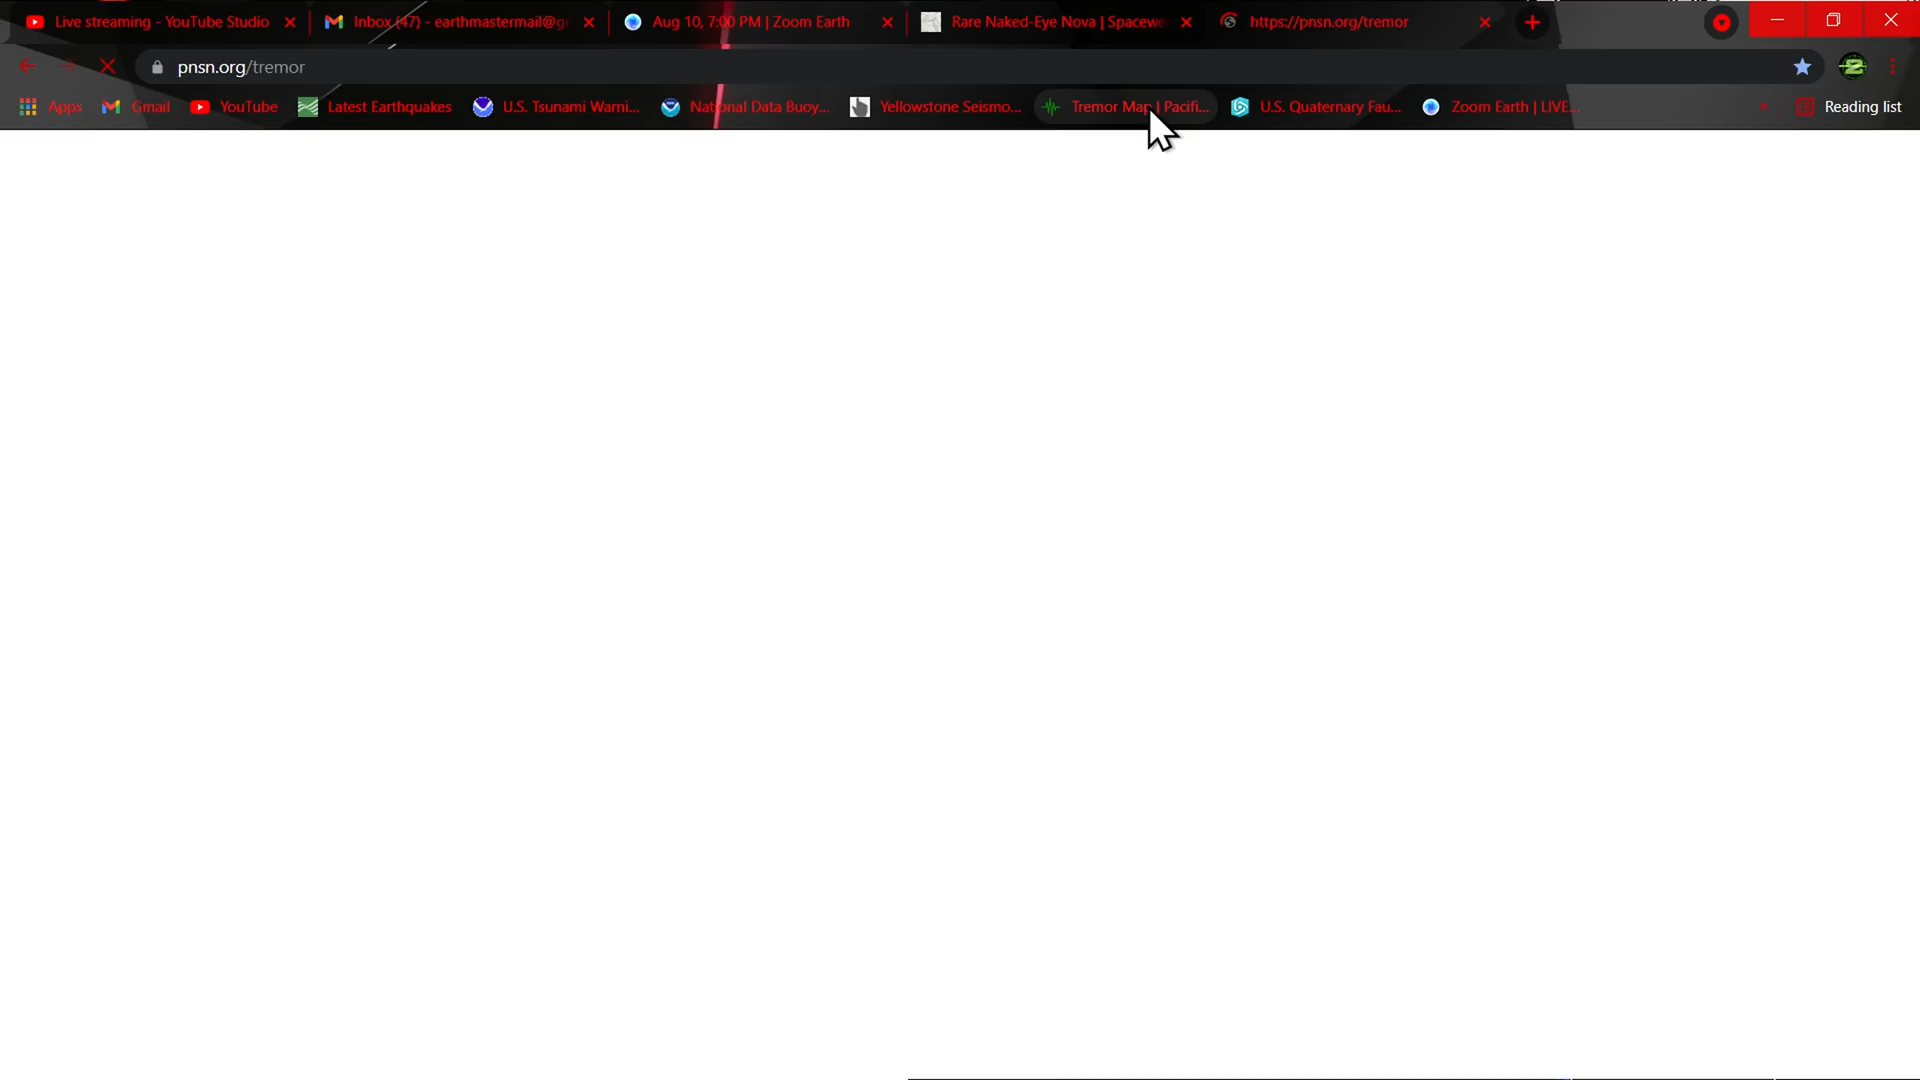 Live streaming - YouTube Studio
Inbox (47) - earthmastermail@g
Aug 10, 7:00 PM | Zoom Earth
Rare Naked-Eye Nova | Spacewe
https://pnsn.org/tremor
pnsn.org/tremor
Apps
Gmail
YouTube
Latest Earthquakes
U.S. Tsunami Warni...
National Data Buoy...
Yellowstone Seismo...
Tremor Map | Pacifi...
U.S. Quaternary Fau...
Zoom Earth | LIVE...
Reading list